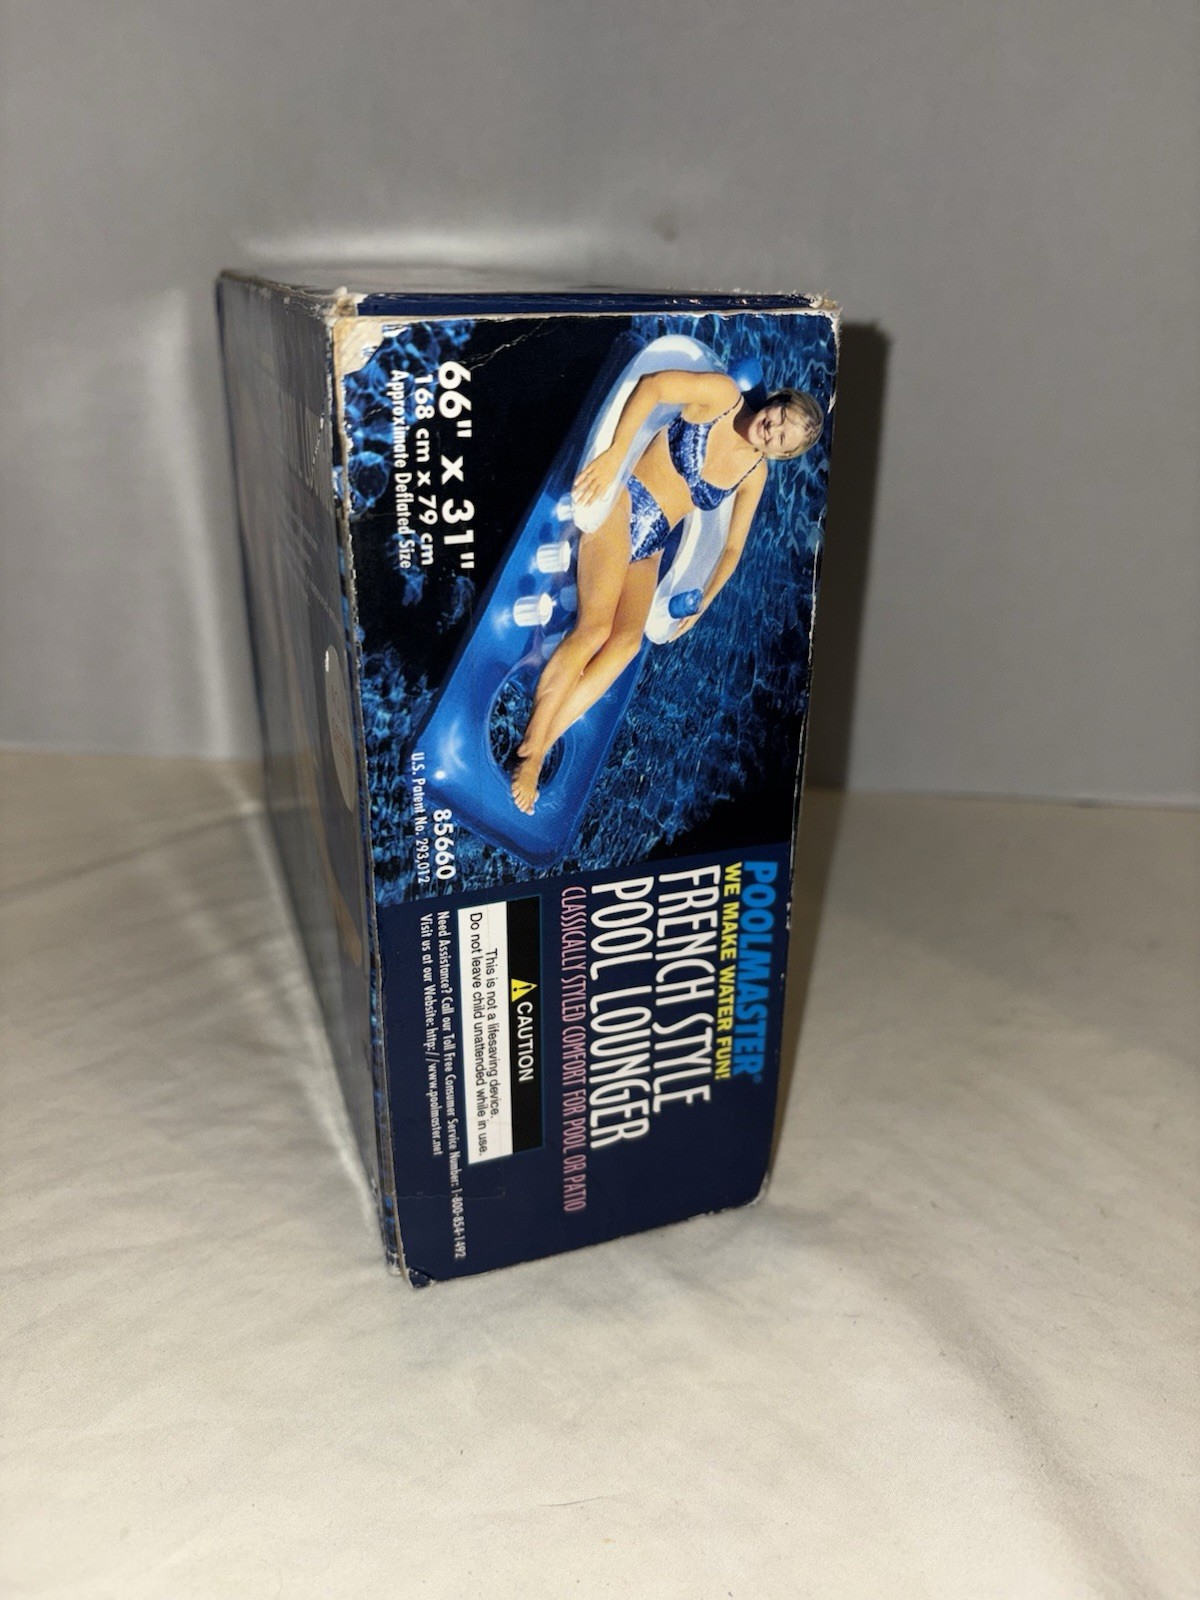 66" x 31"
168 cm x 79 cm
Approximate Deflated Size
85660
U.S. Patent No. 293,012
POOLMASTER®
WE MAKE WATER FUN!
FRENCH STYLE
POOL LOUNGER
CLASSICALLY STYLED COMFORT FOR POOL OR PATIO
CAUTION
This is not a lifesaving device.
Do not leave child unattended while in use.
Need Assistance? Call our Toll Free Consumer Service Number: 1-800-854-1492
Visit us at our Website: http://www.poolmaster.net